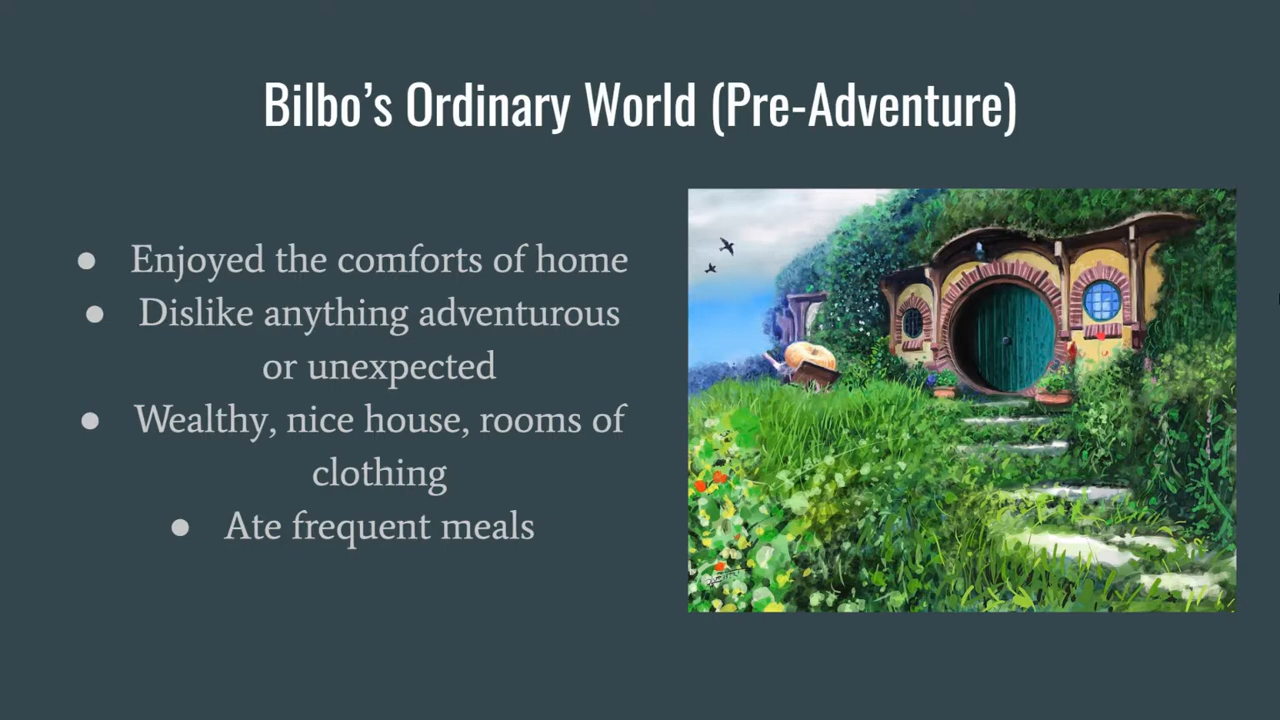 Bilbo’s Ordinary World (Pre-Adventure)
● Enjoyed the comforts of home
● Dislike anything adventurous
or unexpected
● Wealthy, nice house, rooms of
clothing
● Ate frequent meals